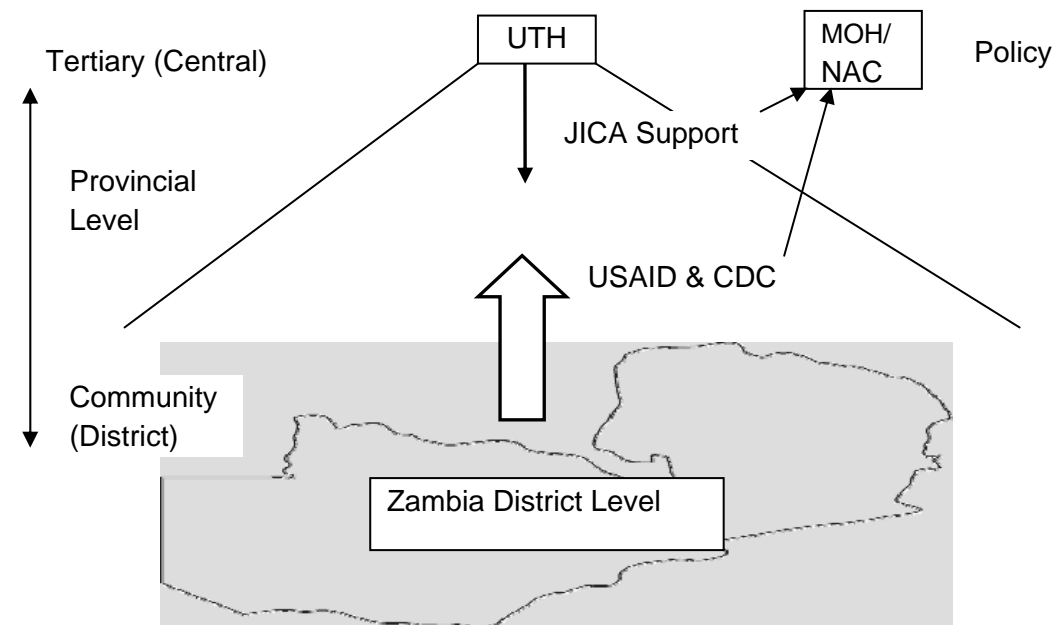 UTH
MOH/
NAC
Policy
Tertiary (Central)
JICA Support
Provincial
Level
USAID & CDC
Community
(District)
Zambia District Level